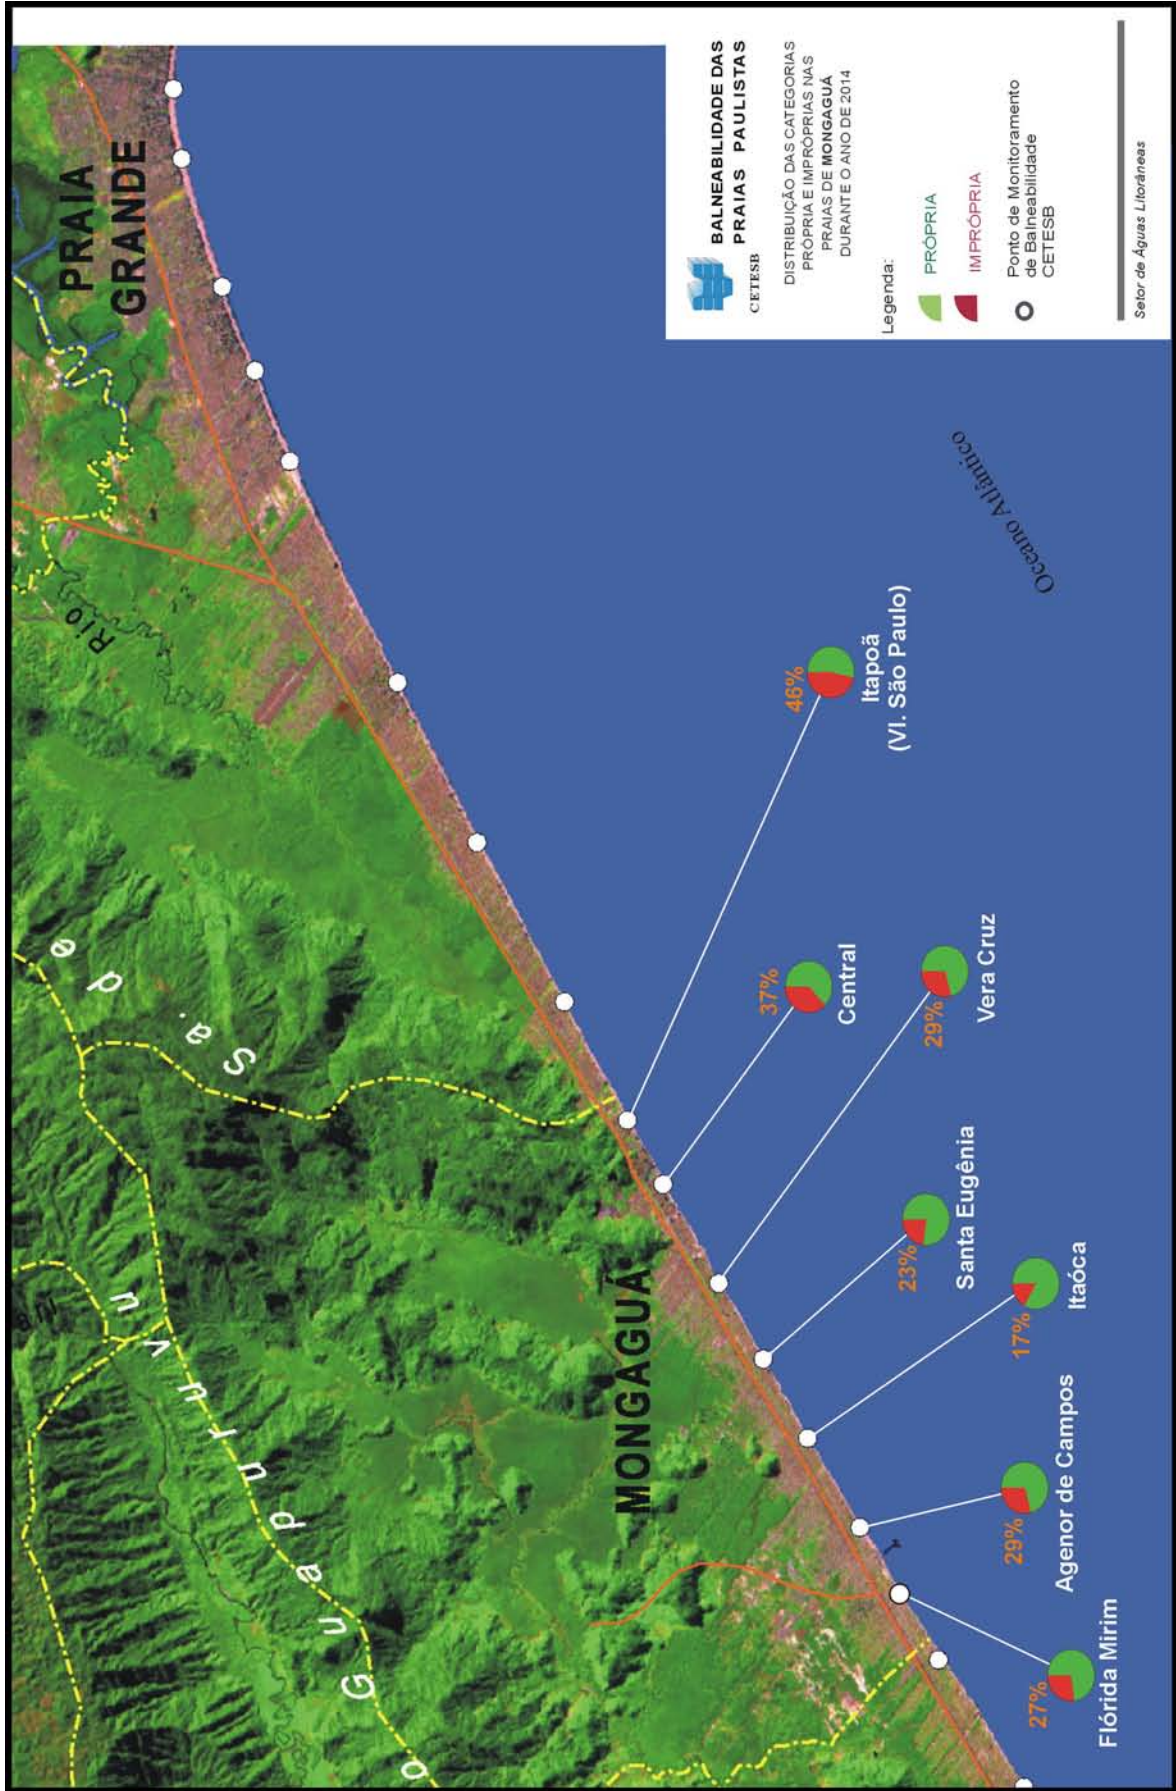 PRAIA
GRANDE
Rio
Sa. de
Guapuruvu
MONGAGUÁ
46%
Itapoã
(Vl. São Paulo)
37%
Central
29%
Vera Cruz
23%
Santa Eugênia
17%
Itaóca
29%
Agenor de Campos
27%
Flórida Mirim
Oceano Atlântico
CETESB
BALNEABILIDADE DAS
PRAIAS PAULISTAS
DISTRIBUIÇÃO DAS CATEGORIAS
PRÓPRIA E IMPRÓPRIAS NAS
PRAIAS DE MONGAGUÁ
DURANTE O ANO DE 2014
Legenda:
PRÓPRIA
IMPRÓPRIA
Ponto de Monitoramento
de Balneabilidade
CETESB
Setor de Águas Litorâneas